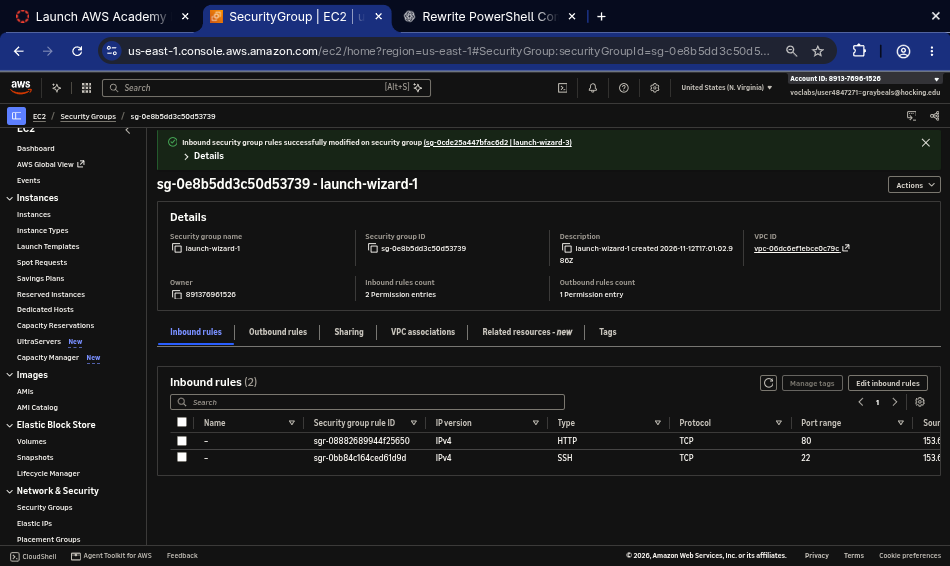 Launch AWS Academy
SecurityGroup | EC2 | u
Rewrite PowerShell Con
us-east-1.console.aws.amazon.com/ec2/home?region=us-east-1#SecurityGroup:securityGroupId=sg-0e8b5dd3c50d5...
aws
Search
[Alt+S]
United States (N. Virginia)
Account ID: 8913-7696-1526
voclabs/user4847271=graybeals@hocking.edu
EC2
Security Groups
sg-0e8b5dd3c50d53739
EC2
Dashboard
AWS Global View
Events
Instances
Instances
Instance Types
Launch Templates
Spot Requests
Savings Plans
Reserved Instances
Dedicated Hosts
Capacity Reservations
UltraServers New
Capacity Manager New
Images
AMIs
AMI Catalog
Elastic Block Store
Volumes
Snapshots
Lifecycle Manager
Network & Security
Security Groups
Elastic IPs
Placement Groups
Inbound security group rules successfully modified on security group (sg-0cde25a447bfac6d2 | launch-wizard-3)
Details
sg-0e8b5dd3c50d53739 - launch-wizard-1
Actions
Details
Security group name
launch-wizard-1
Security group ID
sg-0e8b5dd3c50d53739
Description
launch-wizard-1 created 2026-11-12T17:01:02.9
86Z
VPC ID
vpc-06dc6ef1ebce0c79c
Owner
891376961526
Inbound rules count
2 Permission entries
Outbound rules count
1 Permission entry
Inbound rules
Outbound rules
Sharing
VPC associations
Related resources - new
Tags
Inbound rules (2)
Manage tags
Edit inbound rules
Search
1
Name Security group rule ID IP version Type Protocol Port range Sour
– sgr-08882689944f25650 IPv4 HTTP TCP 80 153.6
– sgr-0bb84c164ced61d9d IPv4 SSH TCP 22 153.6
CloudShell
Agent Toolkit for AWS
Feedback
© 2026, Amazon Web Services, Inc. or its affiliates.
Privacy
Terms
Cookie preferences